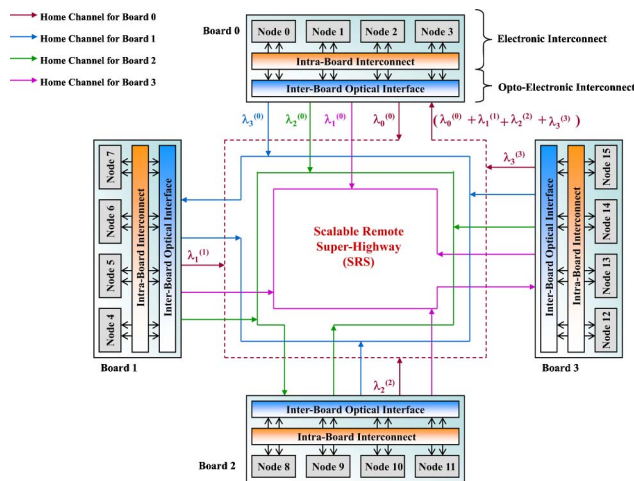 Home Channel for Board 0
Home Channel for Board 1
Home Channel for Board 2
Home Channel for Board 3
Board 0
Node 0
Node 1
Node 2
Node 3
Intra-Board Interconnect
Inter-Board Optical Interface
Electronic Interconnect
Opto-Electronic Interconnect
λ₃⁽⁰⁾
λ₂⁽⁰⁾
λ₁⁽⁰⁾
λ₀⁽⁰⁾
(λ₀⁽⁰⁾ + λ₁⁽¹⁾ + λ₂⁽²⁾ + λ₃⁽³⁾)
Node 7
Node 6
Node 5
Node 4
Intra-Board Interconnect
Inter-Board Optical Interface
Board 1
λ₁⁽¹⁾
Scalable Remote
Super-Highway
(SRS)
λ₃⁽³⁾
Inter-Board Optical Interface
Intra-Board Interconnect
Node 15
Node 14
Node 13
Node 12
Board 3
λ₂⁽²⁾
Inter-Board Optical Interface
Intra-Board Interconnect
Node 8
Node 9
Node 10
Node 11
Board 2